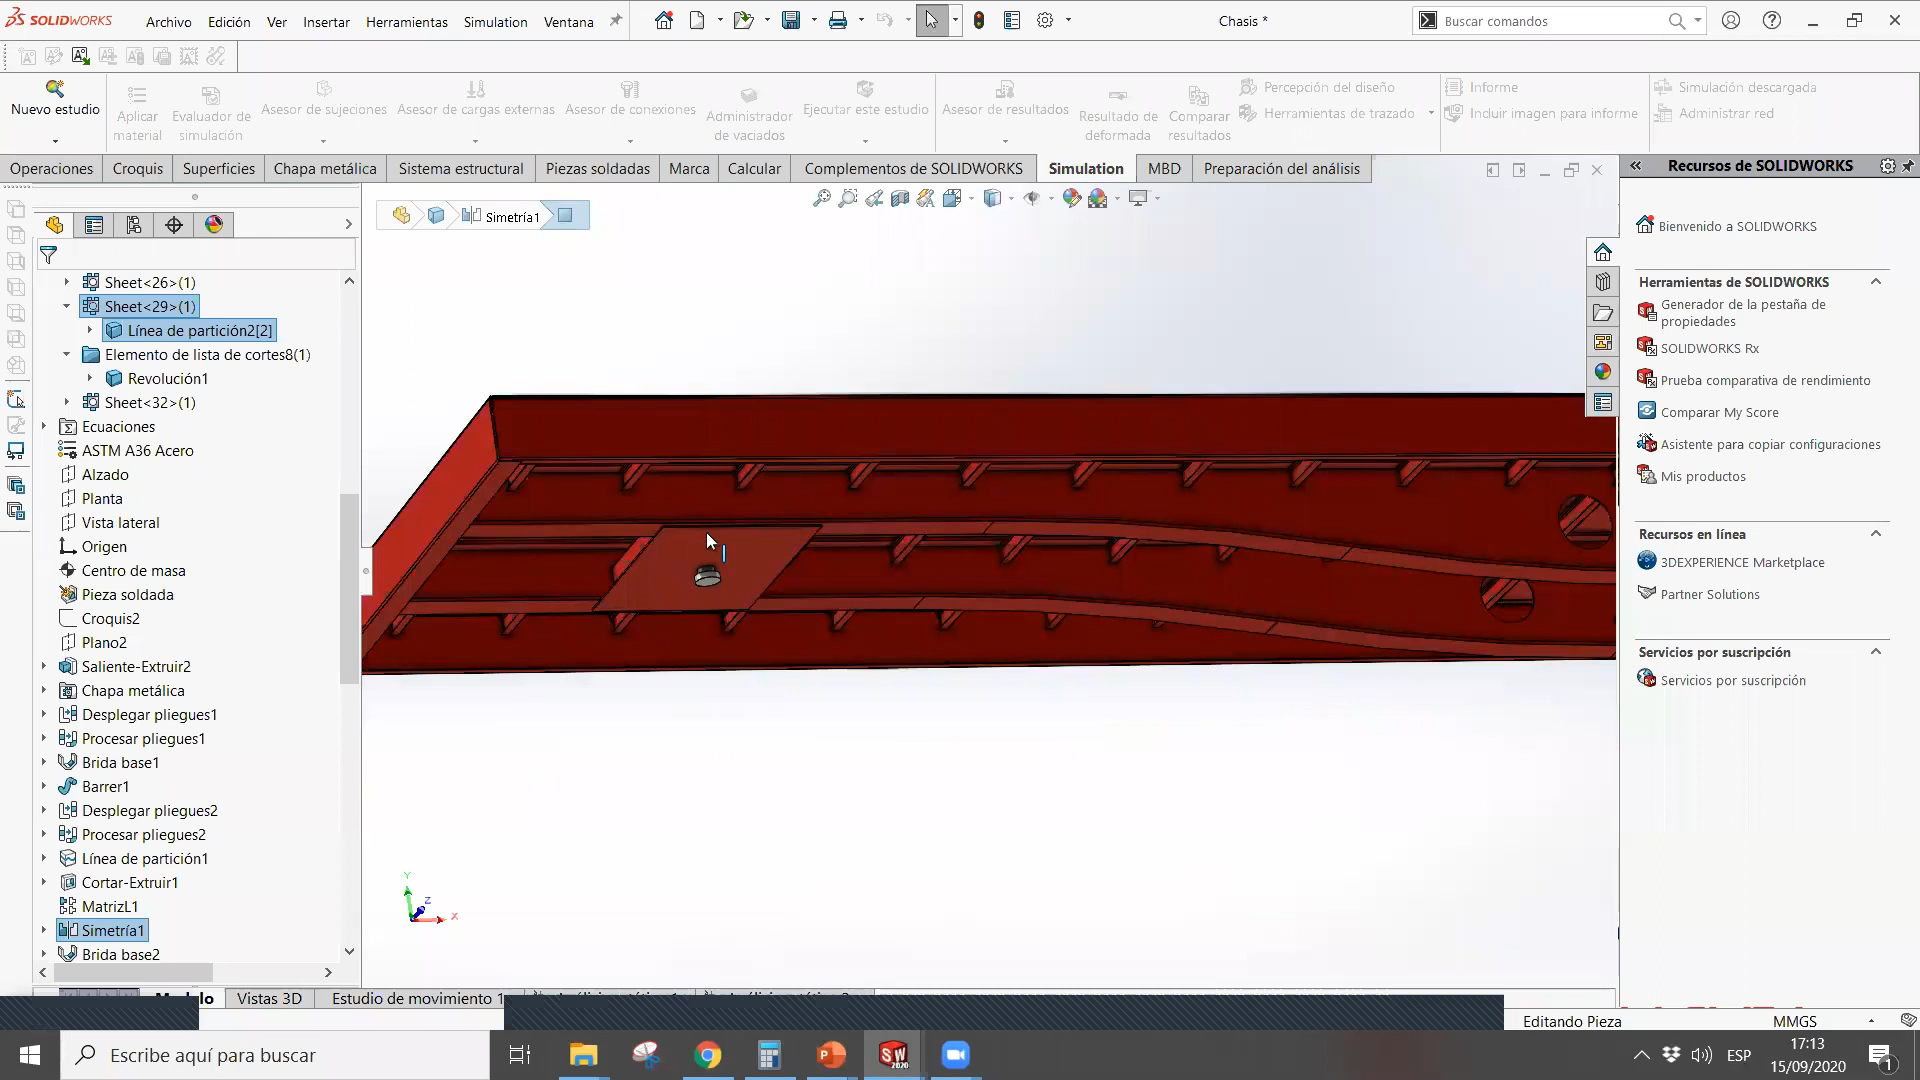 SOLIDWORKS
Archivo
Edición
Ver
Insertar
Herramientas
Simulation
Ventana
Chasis *
Buscar comandos
Nuevo estudio
Aplicar material
Evaluador de simulación
Asesor de sujeciones
Asesor de cargas externas
Asesor de conexiones
Administrador de vaciados
Ejecutar este estudio
Asesor de resultados
Resultado de deformada
Comparar resultados
Percepción del diseño
Herramientas de trazado
Informe
Incluir imagen para informe
Simulación descargada
Administrar red
Operaciones
Croquis
Superficies
Chapa metálica
Sistema estructural
Piezas soldadas
Marca
Calcular
Complementos de SOLIDWORKS
Simulation
MBD
Preparación del análisis
Recursos de SOLIDWORKS
Simetría1
Bienvenido a SOLIDWORKS
Herramientas de SOLIDWORKS
Generador de la pestaña de propiedades
SOLIDWORKS Rx
Prueba comparativa de rendimiento
Comparar My Score
Asistente para copiar configuraciones
Mis productos
Recursos en línea
3DEXPERIENCE Marketplace
Partner Solutions
Servicios por suscripción
Servicios por suscripción
Sheet<26>(1)
Sheet<29>(1)
Línea de partición2[2]
Elemento de lista de cortes8(1)
Revolución1
Sheet<32>(1)
Ecuaciones
ASTM A36 Acero
Alzado
Planta
Vista lateral
Origen
Centro de masa
Pieza soldada
Croquis2
Plano2
Saliente-Extruir2
Chapa metálica
Desplegar pliegues1
Procesar pliegues1
Brida base1
Barrer1
Desplegar pliegues2
Procesar pliegues2
Línea de partición1
Cortar-Extruir1
MatrizL1
Simetría1
Brida base2
Y
Z
X
Vistas 3D
Estudio de movimiento 1
Editando Pieza
MMGS
Escribe aquí para buscar
SW
2020
ESP
17:13
15/09/2020
1